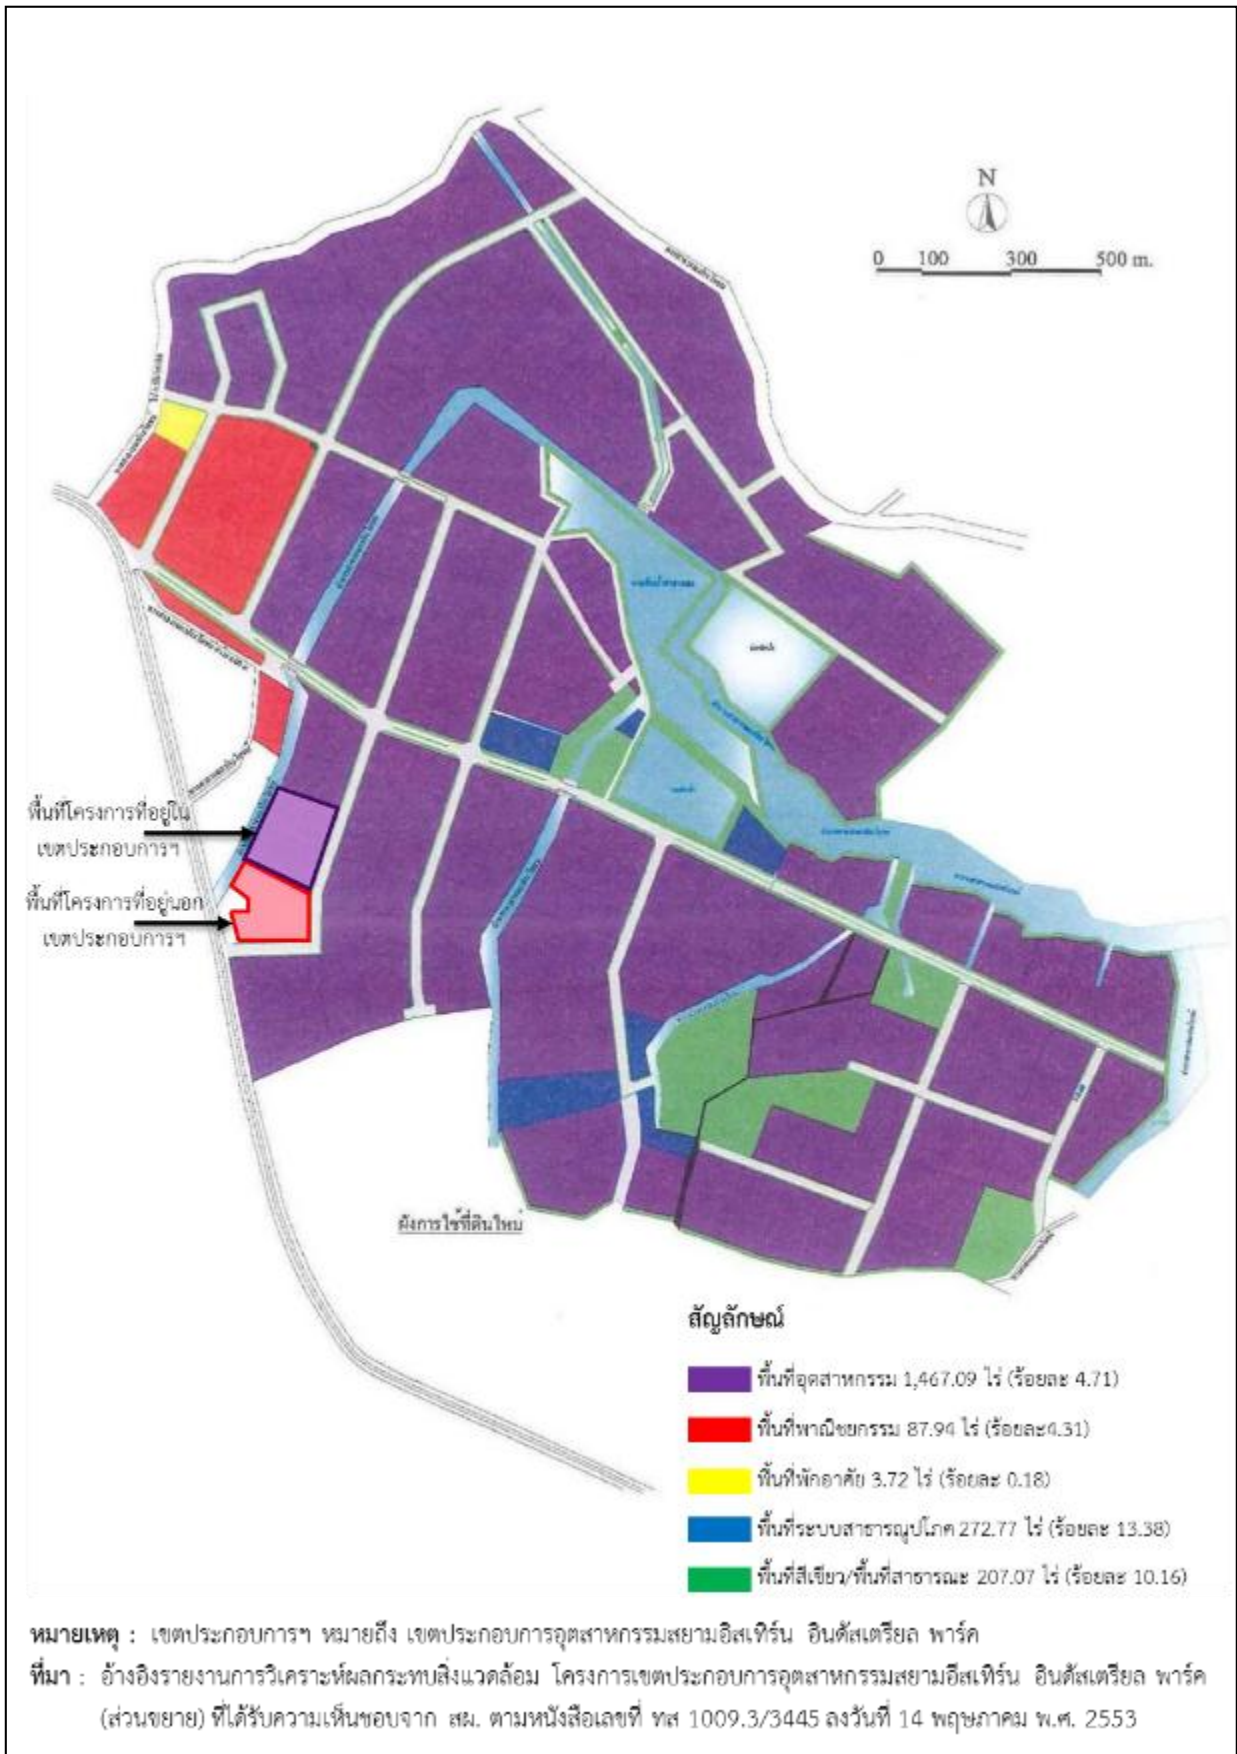 N
0 100 300 500 m.
พื้นที่โครงการที่อยู่ใน
เขตประกอบการฯ
พื้นที่โครงการที่อยู่นอก
เขตประกอบการฯ
ผังการใช้ที่ดินใหม่
สัญลักษณ์
พื้นที่อุตสาหกรรม 1,467.09 ไร่ (ร้อยละ 4.71)
พื้นที่พาณิชยกรรม 87.94 ไร่ (ร้อยละ4.31)
พื้นที่พักอาศัย 3.72 ไร่ (ร้อยละ 0.18)
พื้นที่ระบบสาธารณูปโภค 272.77 ไร่ (ร้อยละ 13.38)
พื้นที่สีเขียว/พื้นที่สาธารณะ 207.07 ไร่ (ร้อยละ 10.16)
หมายเหตุ : เขตประกอบการฯ หมายถึง เขตประกอบการอุตสาหกรรมสยามอิสเทิร์น อินดัสเตรียล พาร์ค
ที่มา : อ้างอิงรายงานการวิเคราะห์ผลกระทบสิ่งแวดล้อม โครงการเขตประกอบการอุตสาหกรรมสยามอีสเทิร์น อินดัสเตรียล พาร์ค
(ส่วนขยาย) ที่ได้รับความเห็นชอบจาก สผ. ตามหนังสือเลขที่ ทส 1009.3/3445 ลงวันที่ 14 พฤษภาคม พ.ศ. 2553